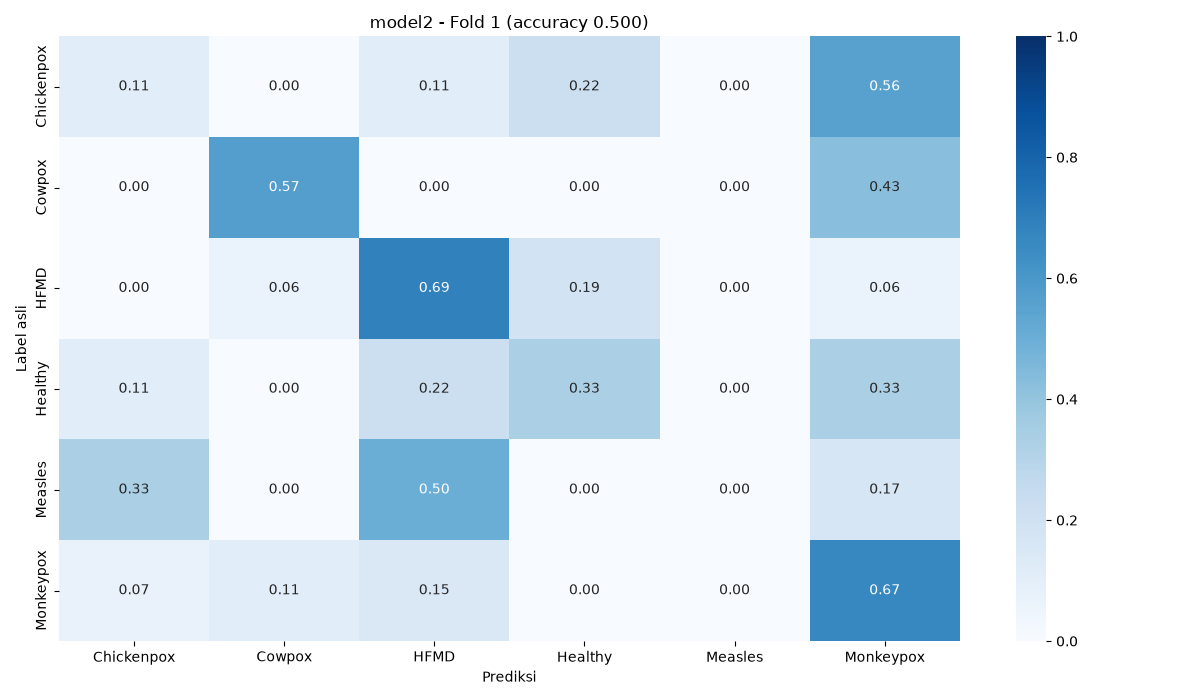 model2 - Fold 1 (accuracy 0.500)
Label asli
Chickenpox 0.11 0.00 0.11 0.22 0.00 0.56
Cowpox 0.00 0.57 0.00 0.00 0.00 0.43
HFMD 0.00 0.06 0.69 0.19 0.00 0.06
Healthy 0.11 0.00 0.22 0.33 0.00 0.33
Measles 0.33 0.00 0.50 0.00 0.00 0.17
Monkeypox 0.07 0.11 0.15 0.00 0.00 0.67
Chickenpox Cowpox HFMD Healthy Measles Monkeypox
Prediksi
1.0
0.8
0.6
0.4
0.2
0.0